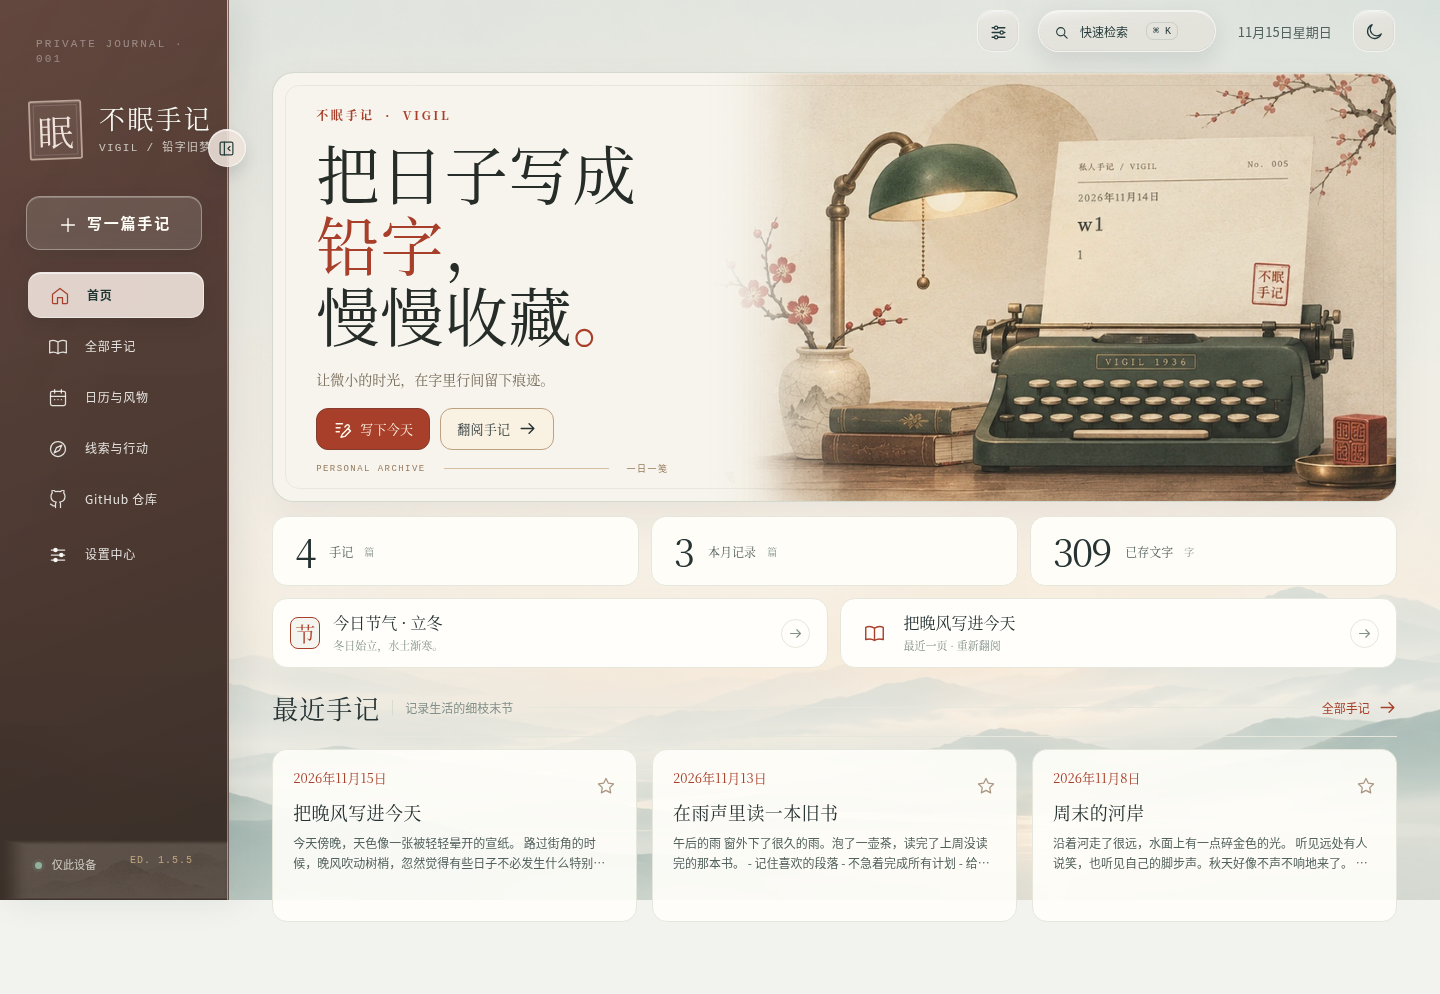 PRIVATE JOURNAL ·
001
眠
不眠手记
VIGIL / 铅字旧梦
写一篇手记
首页
全部手记
日历与风物
线索与行动
GitHub 仓库
设置中心
仅此设备
ED. 1.5.5
快速检索
⌘ K
11月15日星期日
不眠手记 · VIGIL
把日子写成
铅字，
慢慢收藏。
让微小的时光，在字里行间留下痕迹。
写下今天
翻阅手记
PERSONAL ARCHIVE
一日一笺
私人手记 / VIGIL
No. 005
2026年11月14日
w1
1
不眠
手记
VIGIL 1936
4 手记 篇
3 本月记录 篇
309 已存文字 字
节
今日节气 · 立冬
冬日始立，水土渐寒。
把晚风写进今天
最近一页 · 重新翻阅
最近手记
记录生活的细枝末节
全部手记
2026年11月15日
把晚风写进今天
今天傍晚，天色像一张被轻轻晕开的宣纸。 路过街角的时
候，晚风吹动树梢，忽然觉得有些日子不必发生什么特别…
2026年11月13日
在雨声里读一本旧书
午后的雨 窗外下了很久的雨。泡了一壶茶，读完了上周没读
完的那本书。 - 记住喜欢的段落 - 不急着完成所有计划 - 给…
2026年11月8日
周末的河岸
沿着河走了很远，水面上有一点碎金色的光。 听见远处有人
说笑，也听见自己的脚步声。秋天好像不声不响地来了。 …